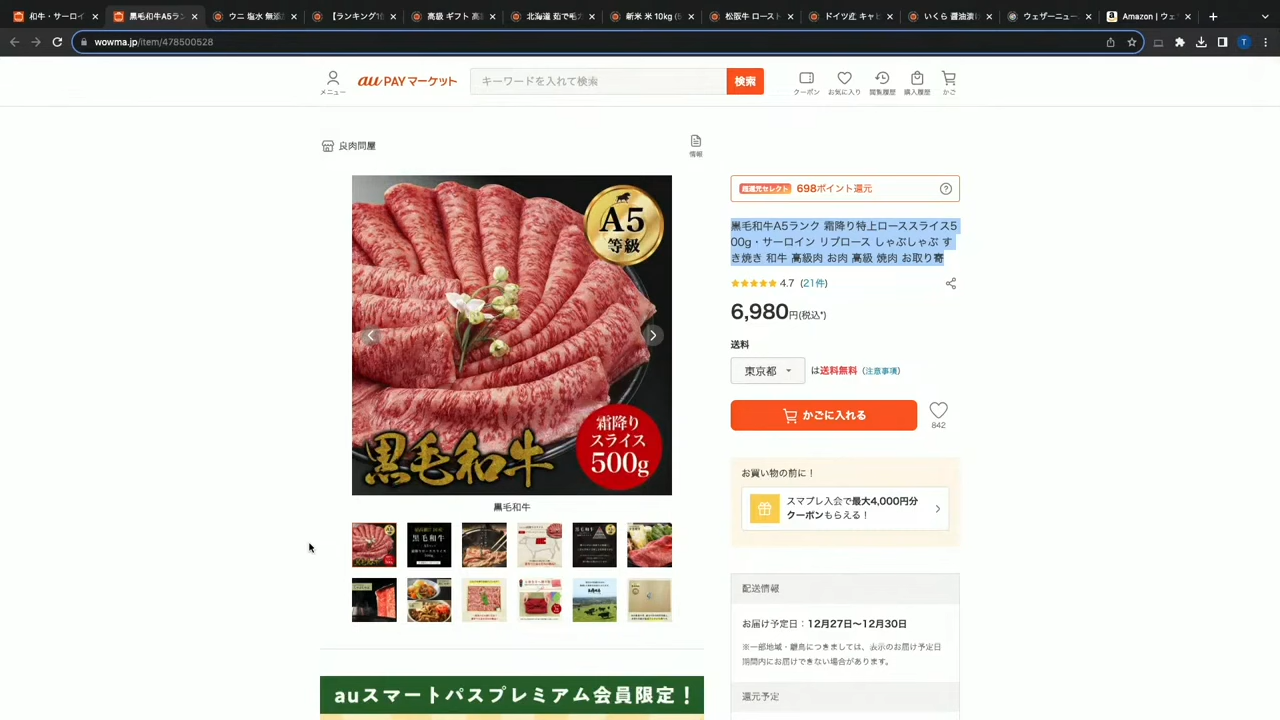 和牛・サーロイ
黒毛和牛A5ラン
ウニ 塩水 無添
【ランキング1
高級 ギフト 高
北海道 茹で毛ガ
新米 米 10kg (
松阪牛 ロースト
ドイツ産 キャビ
いくら 醤油漬
ウェザーニュー
Amazon | ウェ
wowma.jp/item/478500528
T
メニュー
au PAY マーケット
キーワードを入れて検索
検索
クーポン
お気に入り
閲覧履歴
購入履歴
かご
良肉問屋
情報
超還元セレクト 698ポイント還元
黒毛和牛A5ランク 霜降り特上ローススライス5
00g・サーロイン リブロース しゃぶしゃぶ す
き焼き 和牛 高級肉 お肉 高級 焼肉 お取り寄
4.7 (21件)
6,980円(税込*)
送料
東京都 は送料無料 (注意事項)
かごに入れる
842
お買い物の前に！
スマプレ入会で最大4,000円分
クーポンもらえる！
配送情報
お届け予定日：12月27日〜12月30日
※一部地域・離島につきましては、表示のお届け予定日
期間内にお届けできない場合があります。
還元予定
A5
等級
霜降り
スライス
500g
黒毛和牛
黒毛和牛
黒毛和牛
auスマートパスプレミアム会員限定！